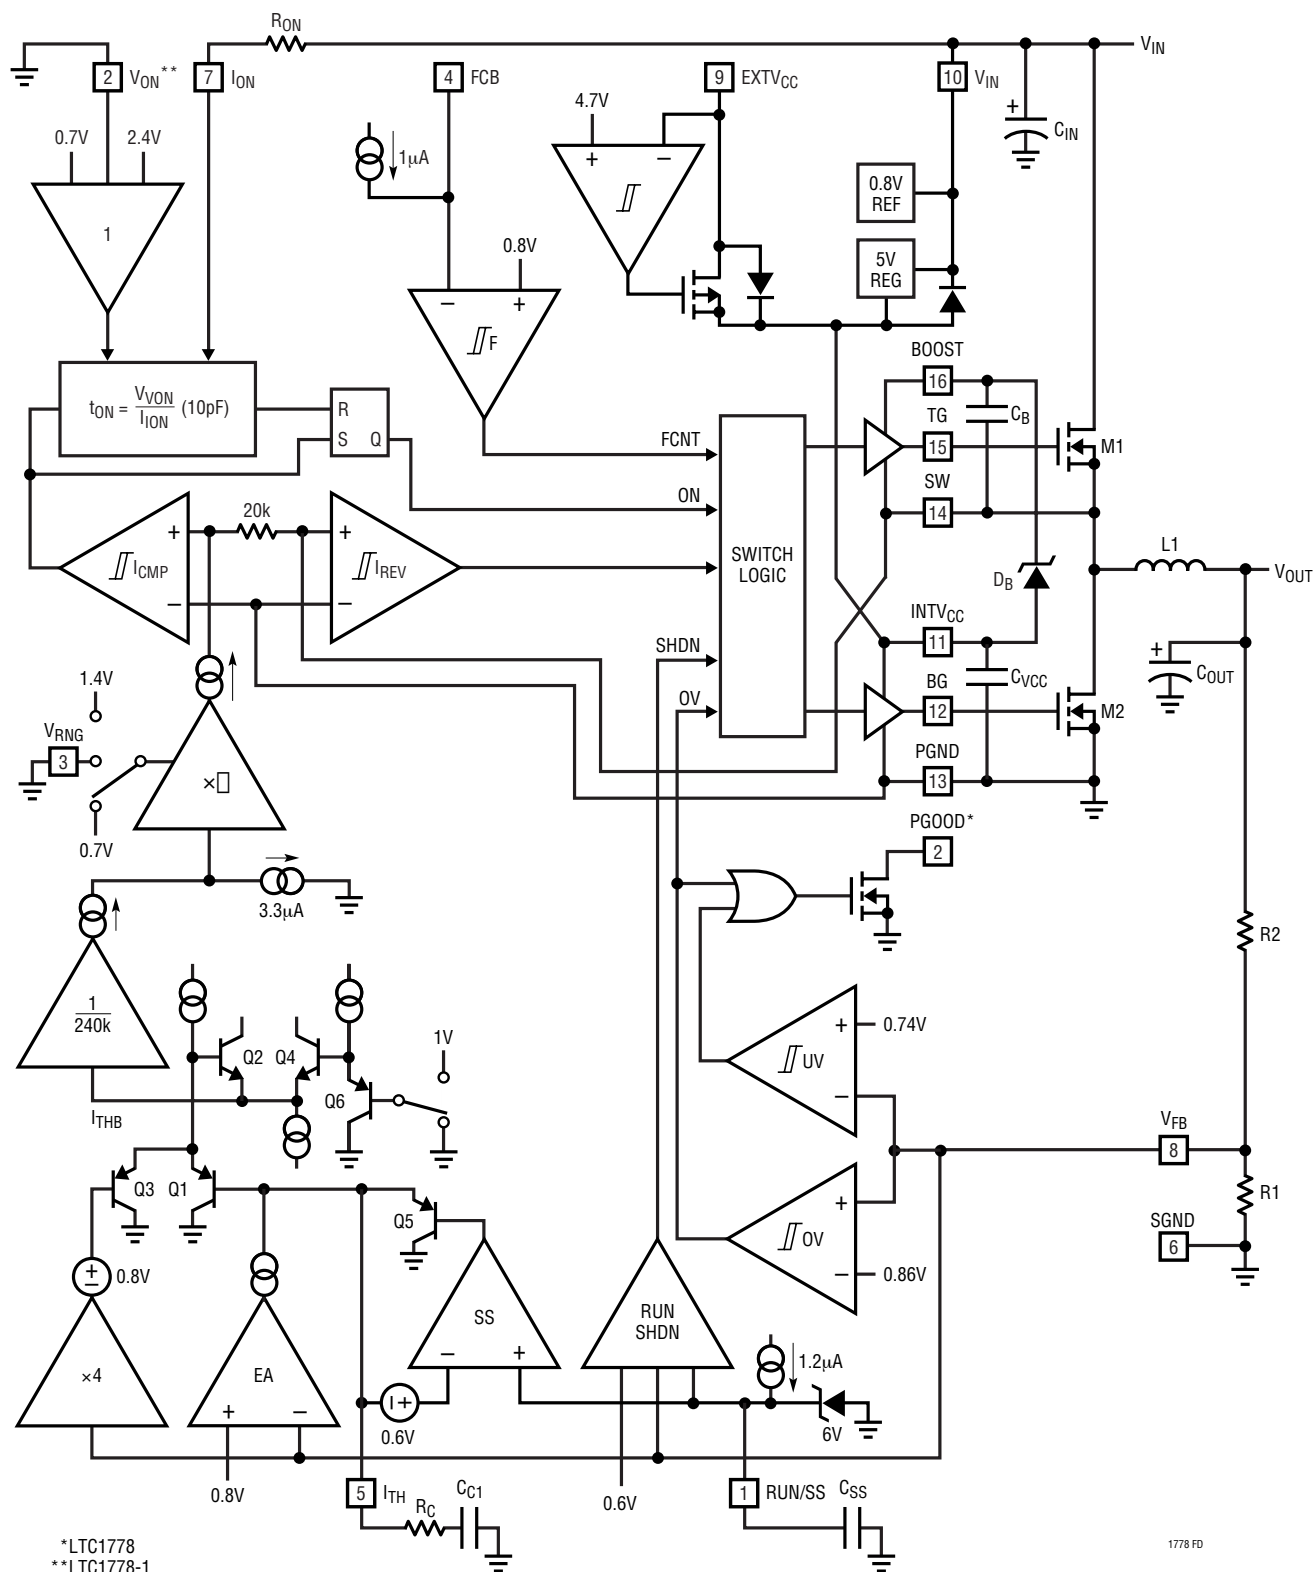 R_ON
V_IN
2 V_ON**
7 I_ON
4 FCB
9 EXTV_CC
10 V_IN
+
C_IN
0.7V 2.4V
1µA
4.7V
+ −
0.8V REF
1
0.8V
5V REG
− +
F
BOOST
16
C_B
TG
15
M1
SW
14
t_ON = V_VON / I_ION (10pF)
R
S Q
FCNT
ON
SWITCH LOGIC
20k
+
−
I_CMP
+
−
I_REV
L1
V_OUT
D_B
INTV_CC
11
C_VCC
+
C_OUT
SHDN
OV
BG
12
M2
PGND
13
1.4V
V_RNG
3
0.7V
×▯
PGOOD*
2
3.3µA
R2
1/240k
Q2 Q4
1V
Q6
I_THB
+ 0.74V
UV
−
V_FB
8
Q3 Q1
Q5
+
OV
− 0.86V
R1
SGND
6
+
−
0.8V
SS
− +
RUN SHDN
1.2µA
×4
EA
+ −
I+
0.6V
6V
0.8V
5 I_TH
R_C
C_C1
0.6V
1 RUN/SS
C_SS
*LTC1778
**LTC1778-1
1778 FD